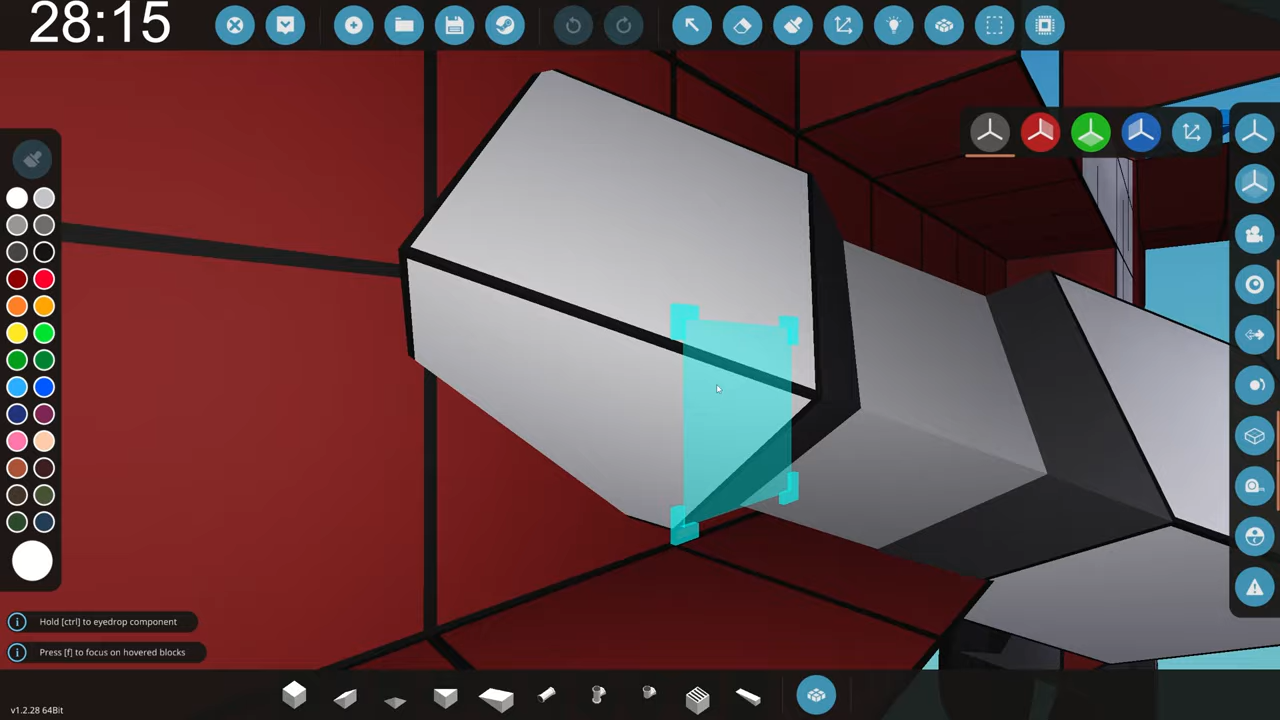 28:15
Hold [ctrl] to eyedrop component
Press [f] to focus on hovered blocks
v1.2.28 64Bit